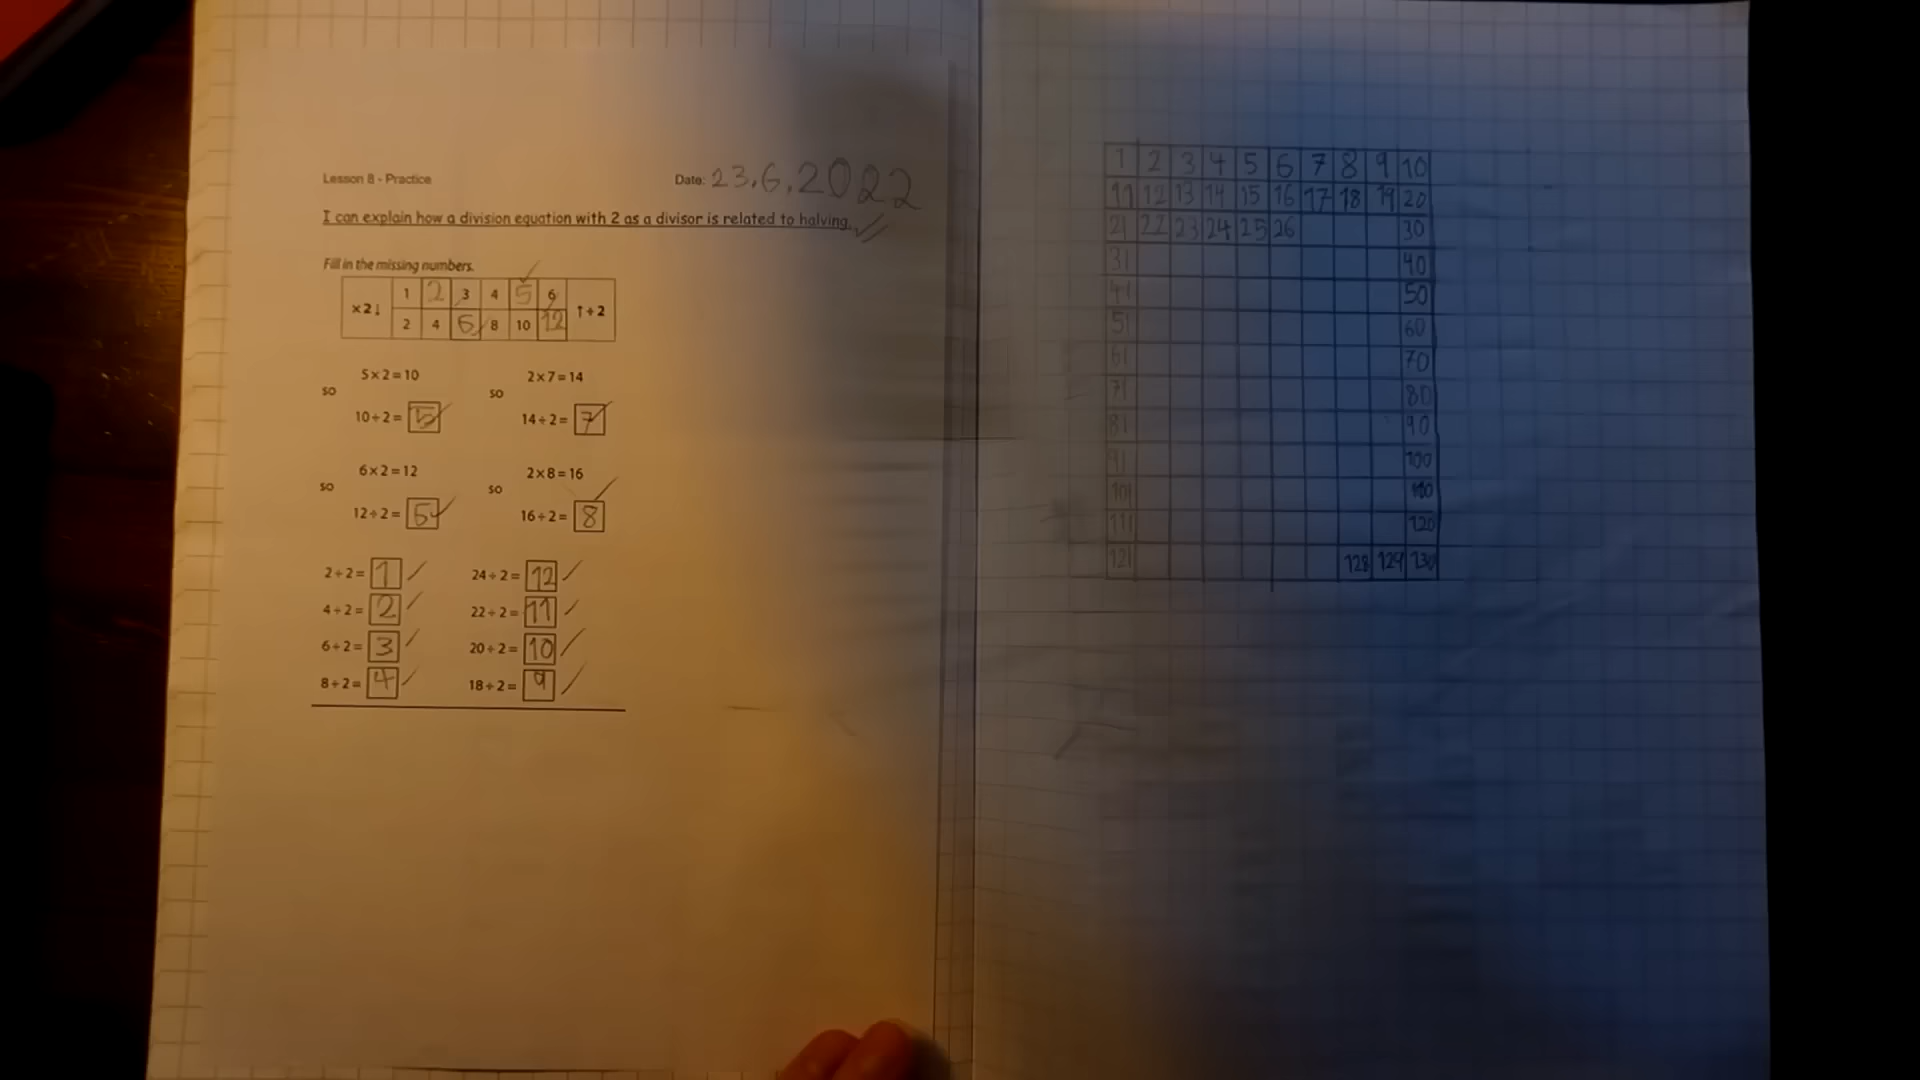 Lesson 8 - Practice
Date: 23.6.2022
I can explain how a division equation with 2 as a divisor is related to halving.
Fill in the missing numbers.
×2↓ 1 2 3 4 5 6 ↑÷2
2 4 6 8 10 12
5×2=10
so
10÷2= 5
2×7=14
so
14÷2= 7
6×2=12
so
12÷2= 6
2×8=16
so
16÷2= 8
2÷2= 1
4÷2= 2
6÷2= 3
8÷2= 4
24÷2= 12
22÷2= 11
20÷2= 10
18÷2= 9
1 2 3 4 5 6 7 8 9 10
11 12 13 14 15 16 17 18 19 20
21 22 23 24 25 26 30
31 40
41 50
51 60
61 70
71 80
81 90
91 100
101
111 120
121 128 129 130